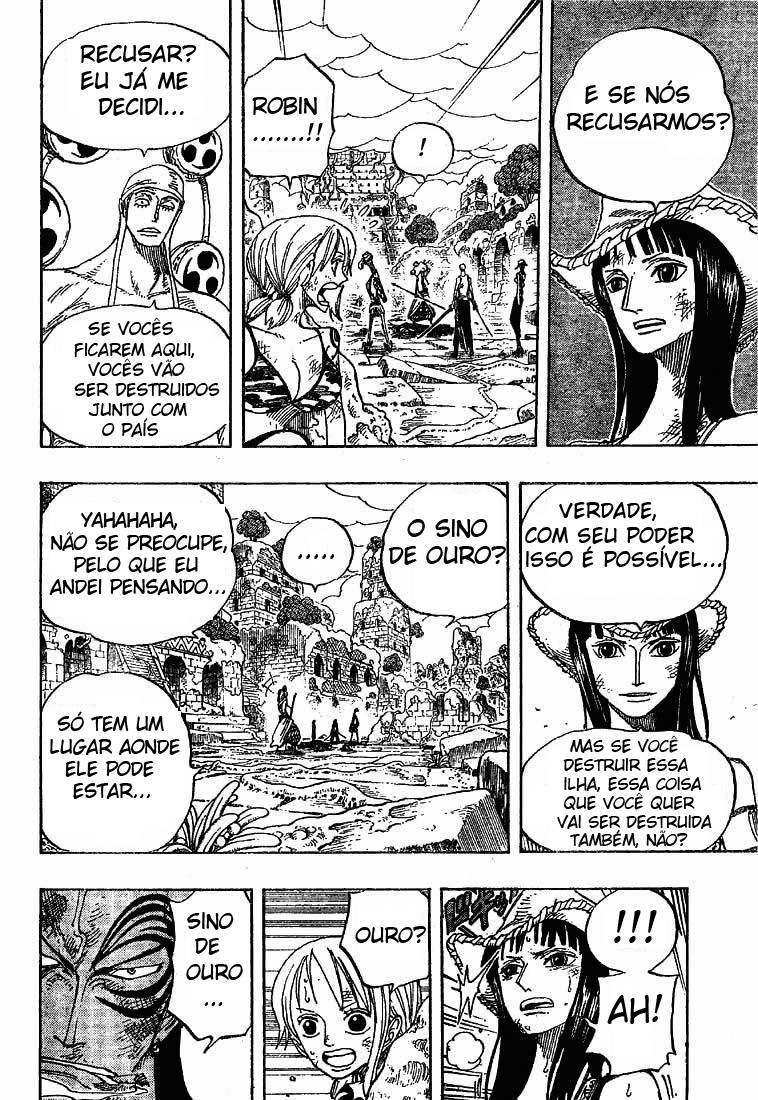 E SE NÓS
RECUSARMOS?
!
ROBIN
.......!!
RECUSAR?
EU JÁ ME
DECIDI...
SE VOCÊS
FICAREM AQUI,
VOCÊS VÃO
SER DESTRUIDOS
JUNTO COM
O PAÍS
VERDADE,
COM SEU PODER
ISSO É POSSÍVEL...
MAS SE VOCÊ
DESTRUIR ESSA
ILHA, ESSA COISA
QUE VOCÊ QUER
VAI SER DESTRUIDA
TAMBÉM, NÃO?
O SINO
DE OURO?
.....
YAHAHAHA,
NÃO SE PREOCUPE,
PELO QUE EU
ANDEI PENSANDO...
SÓ TEM UM
LUGAR AONDE
ELE PODE
ESTAR...
!!!
AH!
OURO?
SINO
DE
OURO
...